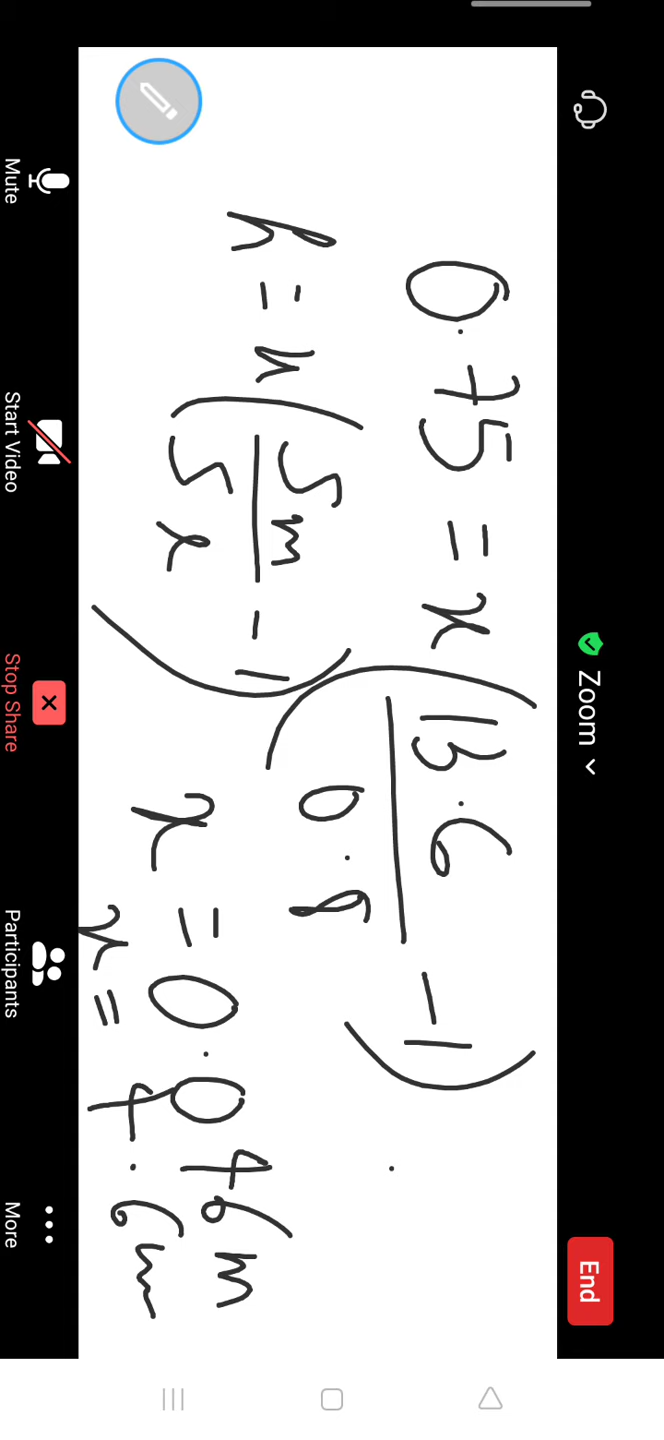 Zoom
End
0.75 = x (13.6 / 0.8 - 1)
h = x (Sm / Sl - 1)
x = 0.046m
x = 4.6cm
Mute
Start Video
Stop Share
Participants
More